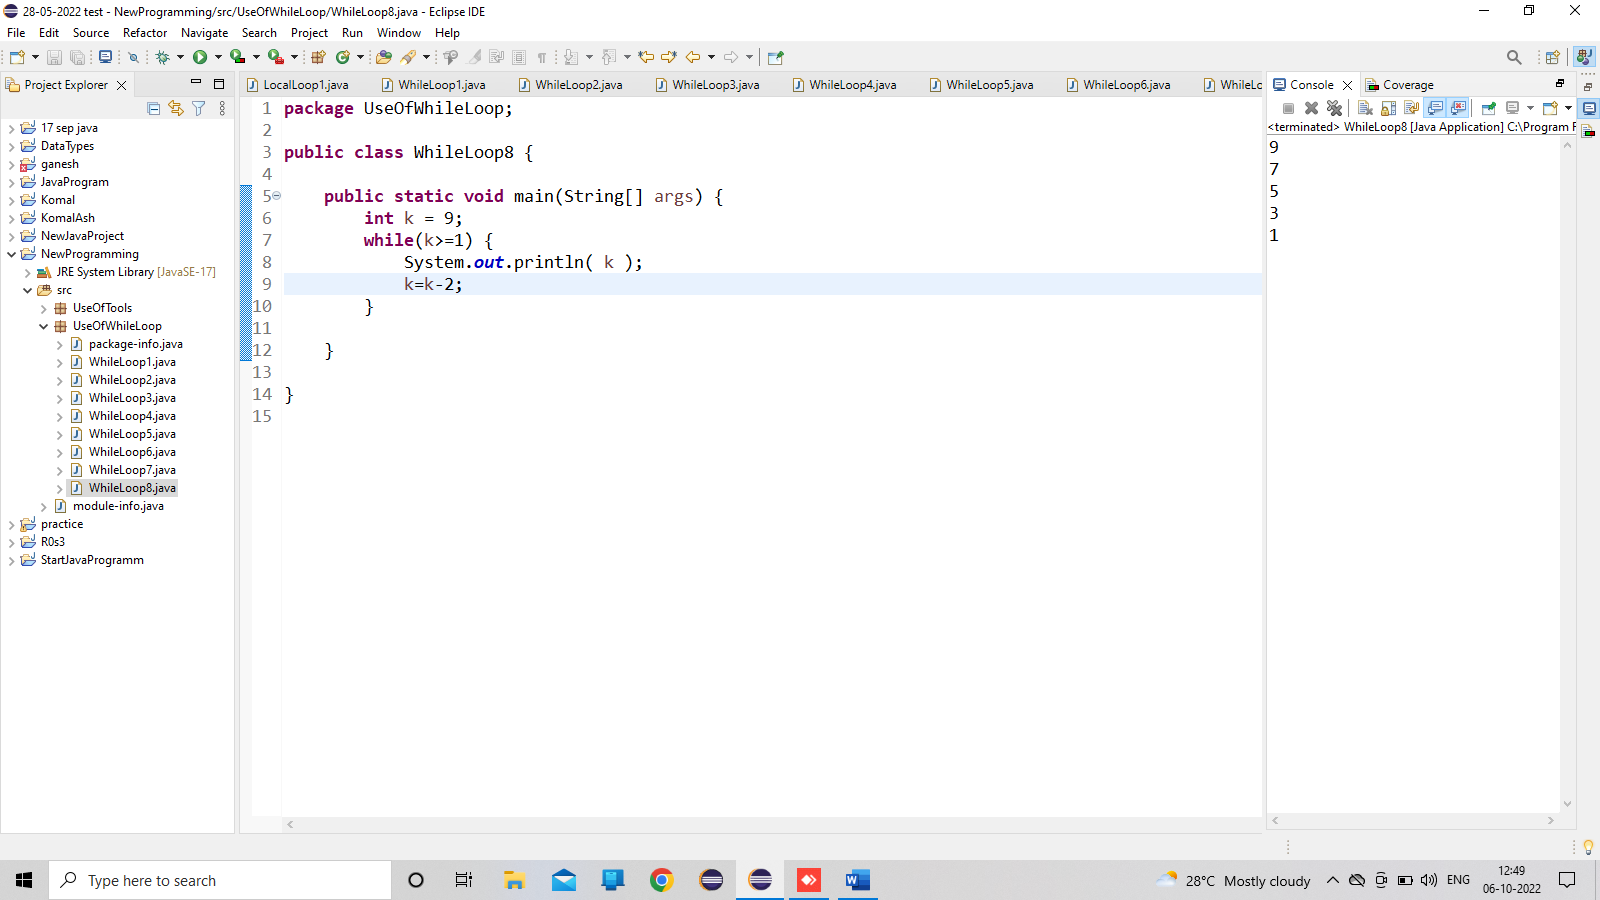 28-05-2022 test - NewProgramming/src/UseOfWhileLoop/WhileLoop8.java - Eclipse IDE
File Edit Source Refactor Navigate Search Project Run Window Help
Project Explorer
17 sep java
DataTypes
ganesh
JavaProgram
Komal
KomalAsh
NewJavaProject
NewProgramming
JRE System Library [JavaSE-17]
src
UseOfTools
UseOfWhileLoop
package-info.java
WhileLoop1.java
WhileLoop2.java
WhileLoop3.java
WhileLoop4.java
WhileLoop5.java
WhileLoop6.java
WhileLoop7.java
WhileLoop8.java
module-info.java
practice
R0s3
StartJavaProgramm
LocalLoop1.java WhileLoop1.java WhileLoop2.java WhileLoop3.java WhileLoop4.java WhileLoop5.java WhileLoop6.java WhileLo
1 package UseOfWhileLoop;
2
3 public class WhileLoop8 {
4
5 public static void main(String[] args) {
6 int k = 9;
7 while(k>=1) {
8 System.out.println( k );
9 k=k-2;
10 }
11
12 }
13
14 }
15
Console Coverage
<terminated> WhileLoop8 [Java Application] C:\Program F
9
7
5
3
1
Type here to search
28°C Mostly cloudy
ENG
12:49
06-10-2022